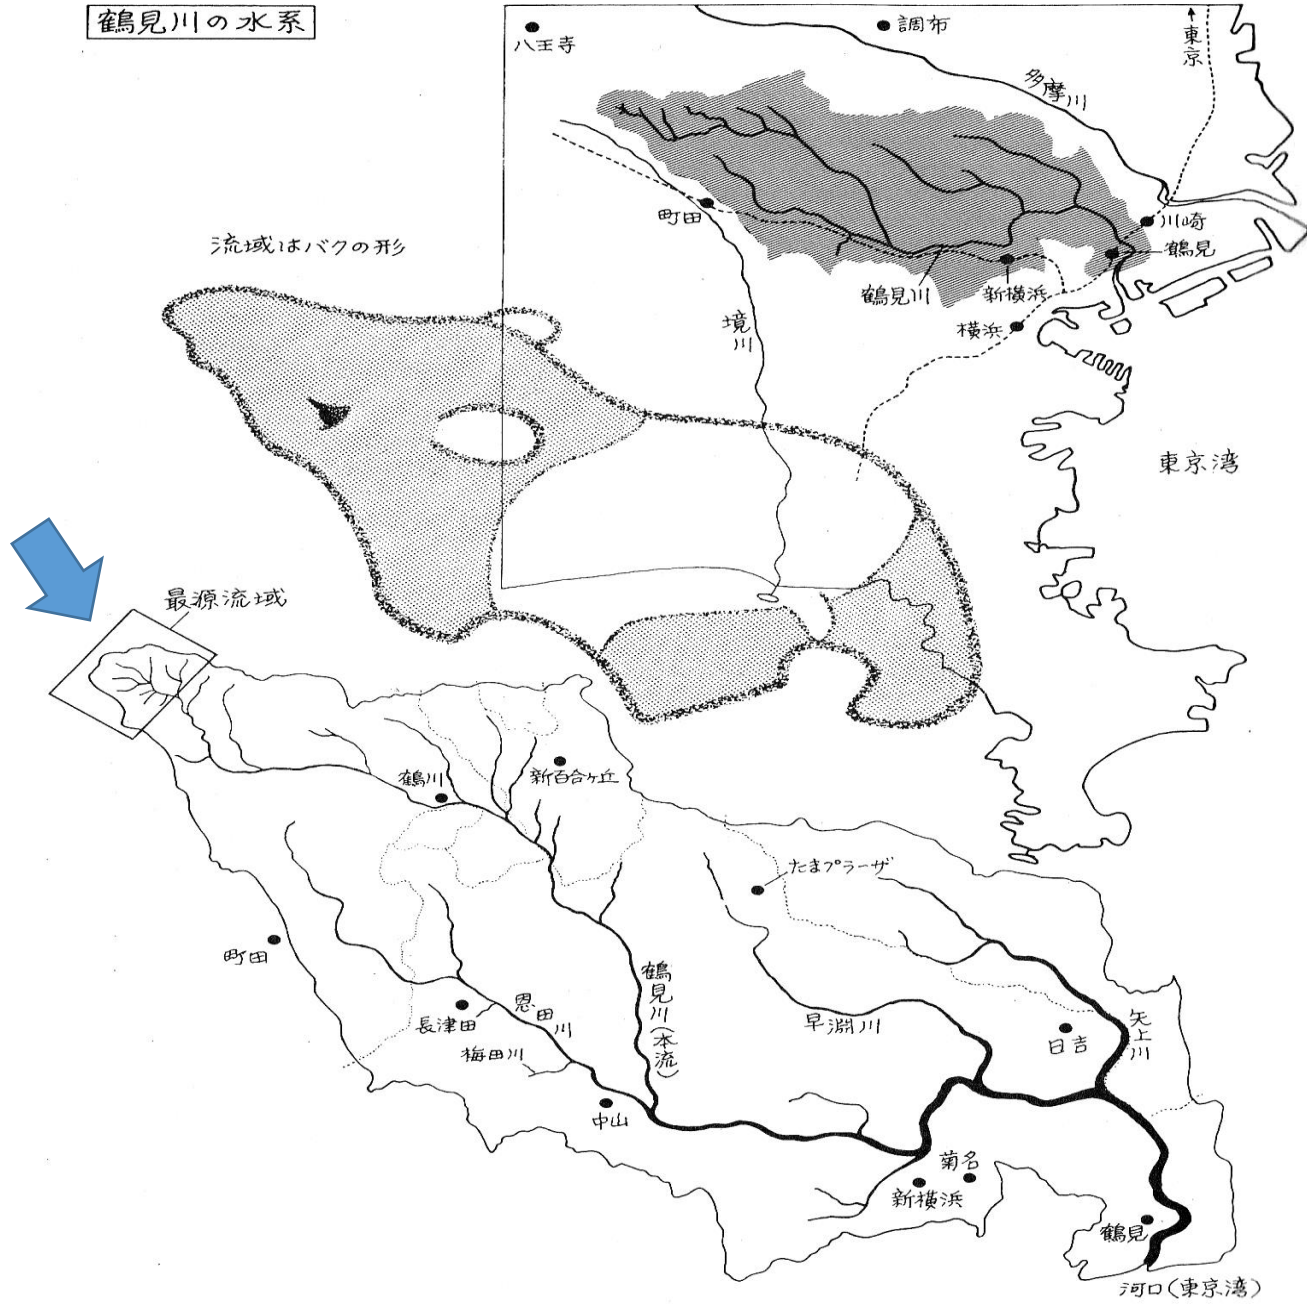 鶴見川の水系
八王寺
調布
↑東京
多摩川
町田
川崎
鶴見
鶴見川
新横浜
横浜
境川
東京湾
流域はバクの形
最源流域
鶴川
新百合ヶ丘
たまプラーザ
町田
長津田
恩田川
梅田川
鶴見川(本流)
早淵川
矢上川
日吉
中山
菊名
新横浜
鶴見
河口(東京湾)